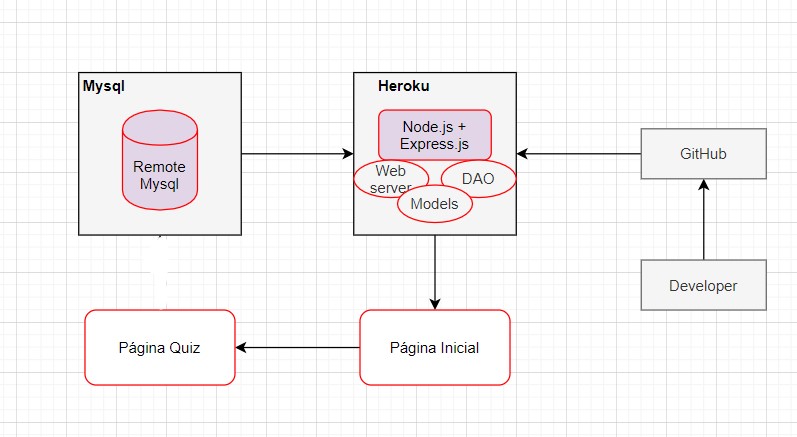 Mysql
Remote
Mysql
Heroku
Node.js +
Express.js
Web
server
DAO
Models
GitHub
Developer
Página Quiz
Página Inicial